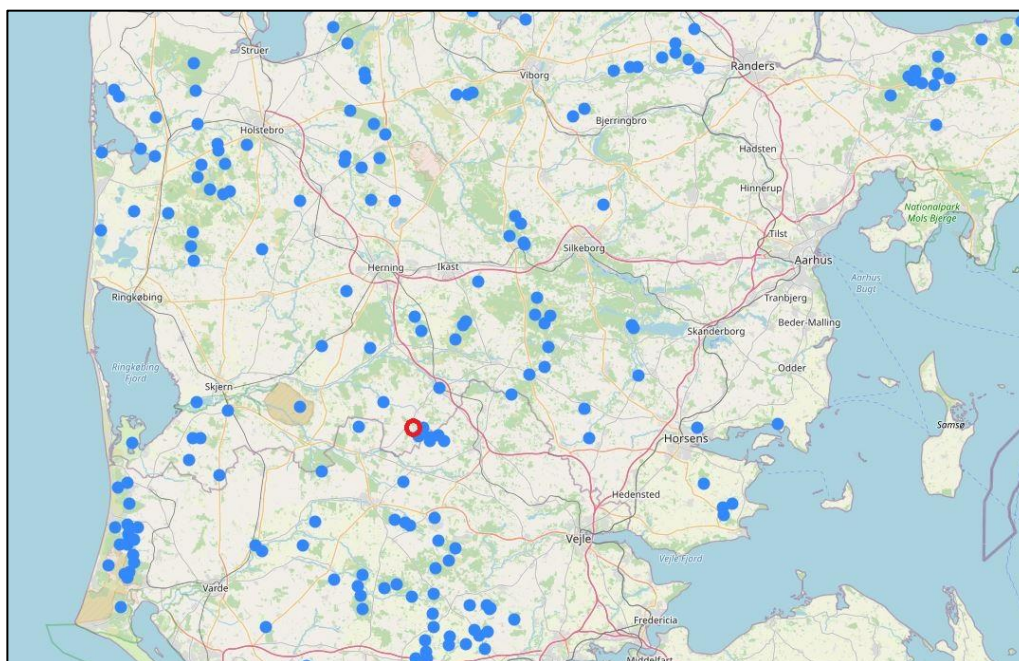 Struer
Viborg
Randers
Bjerringbro
Holstebro
Hadsten
Hinnerup
Nationalpark
Mols Bjerge
Tilst
Silkeborg
Aarhus
Herning
Ikast
Aarhus
Bugt
Ringkøbing
Tranbjerg
Beder-Malling
Skanderborg
Ringkøbing
Fjord
Odder
Skjern
Samsø
Horsens
Hedensted
Vejle
Vejle Fjord
Varde
Fredericia
Middelfart